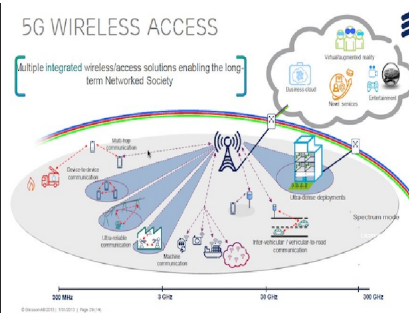 5G WIRELESS ACCESS
Multiple integrated wireless/access solutions enabling the long-
term Networked Society
Virtual/augmented reality
Business cloud
News services
Entertainment
Multi-hop
communication
Device-to-device
communication
Ultra-reliable
communication
Machine
communication
Ultra-dense deployments
Inter-vehicular / vehicular-to-road
communication
Spectrum mode
300 MHz
3 GHz
30 GHz
300 GHz